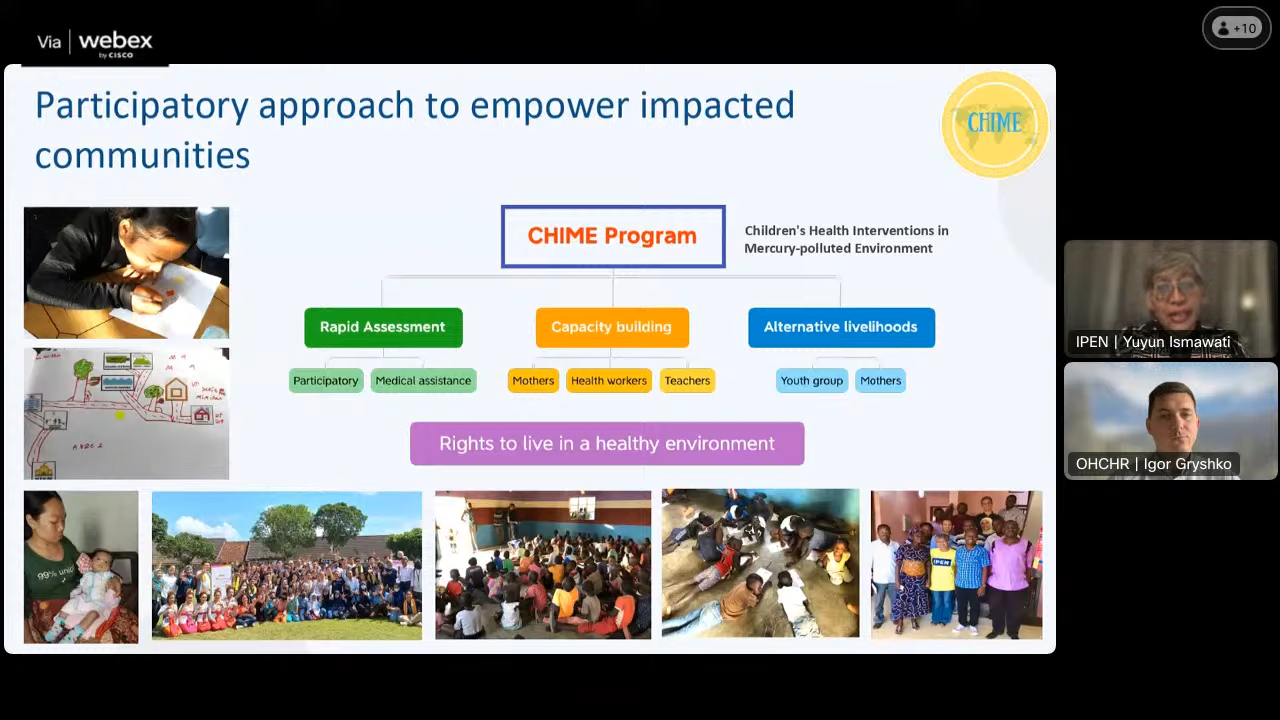 Via webex
by CISCO
+10
Participatory approach to empower impacted
communities
CHIME
CHIME Program
Children's Health Interventions in
Mercury-polluted Environment
Rapid Assessment
Capacity building
Alternative livelihoods
Participatory
Medical assistance
Mothers
Health workers
Teachers
Youth group
Mothers
Rights to live in a healthy environment
99%
IPEN
IPEN | Yuyun Ismawati
OHCHR | Igor Gryshko